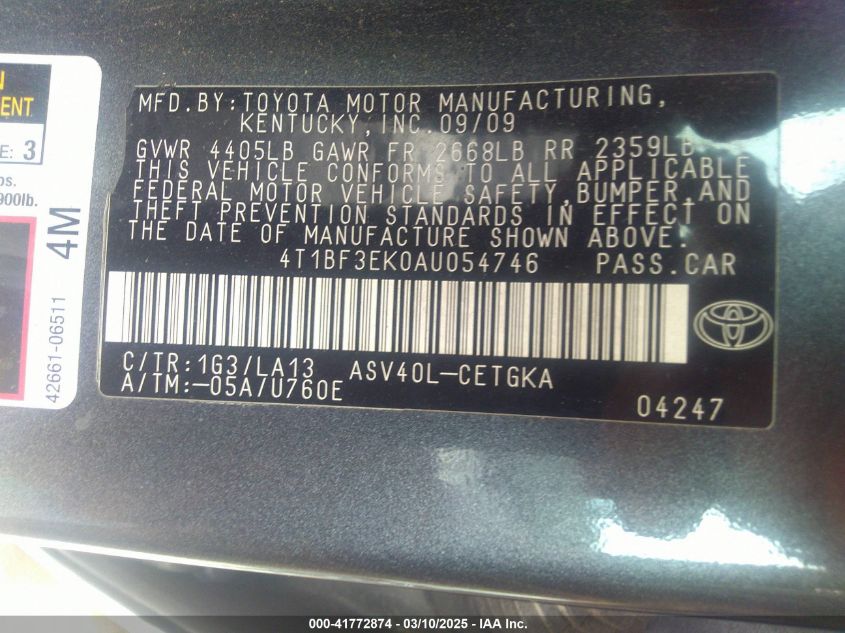 N
ENT
E: 3
os.
900lb.
4M
42661-06511
MFD.BY:TOYOTA MOTOR MANUFACTURING,
KENTUCKY,INC.09/09
GVWR 4405LB GAWR FR 2668LB RR 2359LB
THIS VEHICLE CONFORMS TO ALL APPLICABLE
FEDERAL MOTOR VEHICLE SAFETY,BUMPER,AND
THEFT PREVENTION STANDARDS IN EFFECT ON
THE DATE OF MANUFACTURE SHOWN ABOVE.
4T1BF3EK0AU054746 PASS.CAR
C/TR:1G3/LA13 ASV40L-CETGKA
A/TM:-05A/U760E
04247
000-41772874 - 03/10/2025 - IAA Inc.